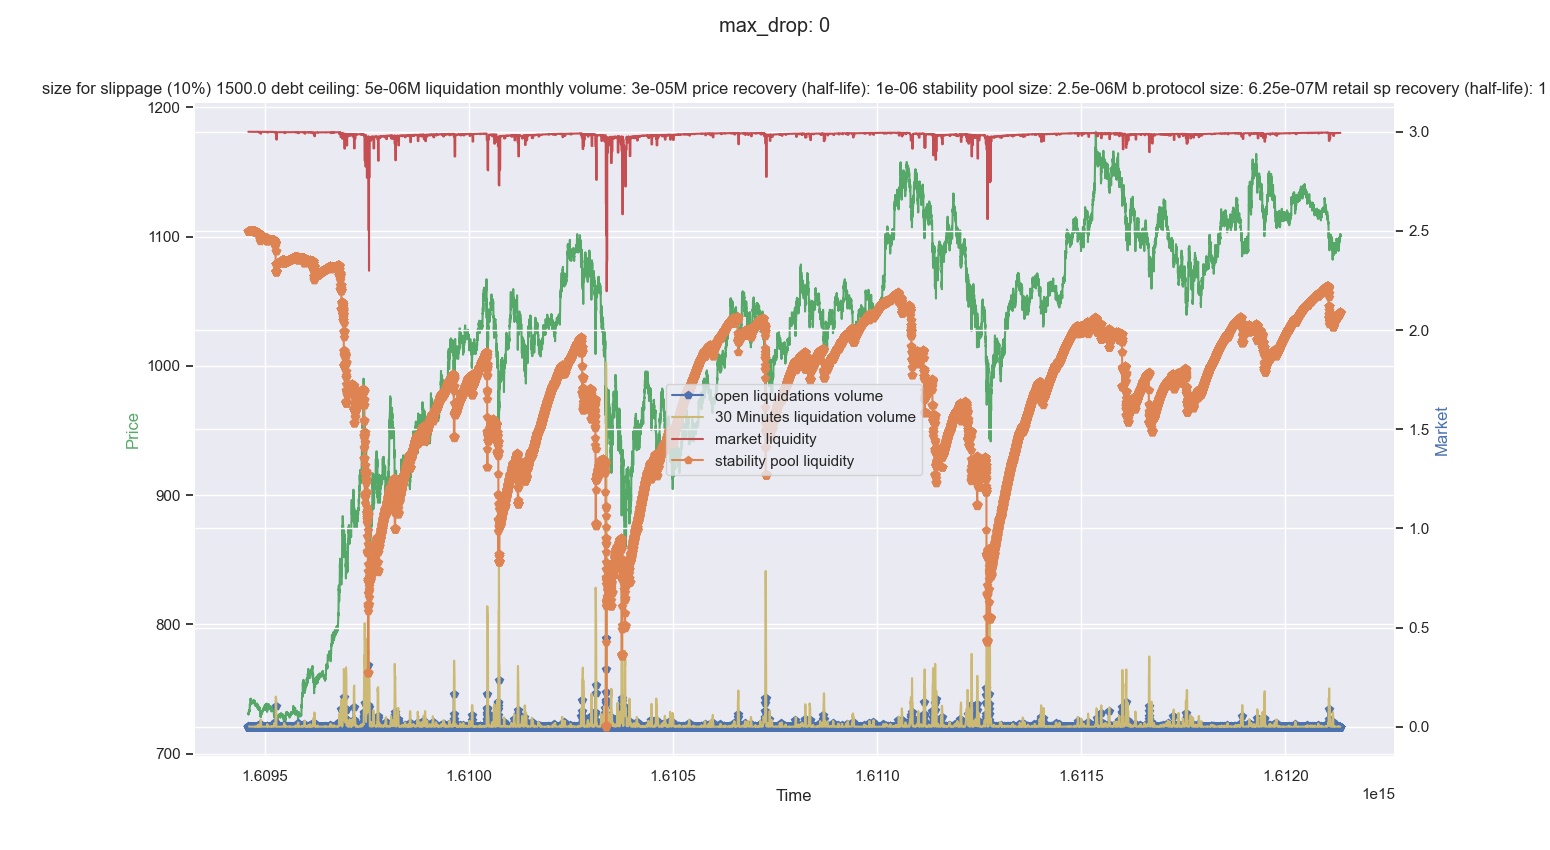 max_drop: 0
size for slippage (10%) 1500.0 debt ceiling: 5e-06M liquidation monthly volume: 3e-05M price recovery (half-life): 1e-06 stability pool size: 2.5e-06M b.protocol size: 6.25e-07M retail sp recovery (half-life): 1
1200
1100
1000
900
800
700
Price
3.0
2.5
2.0
1.5
1.0
0.5
0.0
Market
open liquidations volume
30 Minutes liquidation volume
market liquidity
stability pool liquidity
1.6095
1.6100
1.6105
1.6110
1.6115
1.6120
1e15
Time